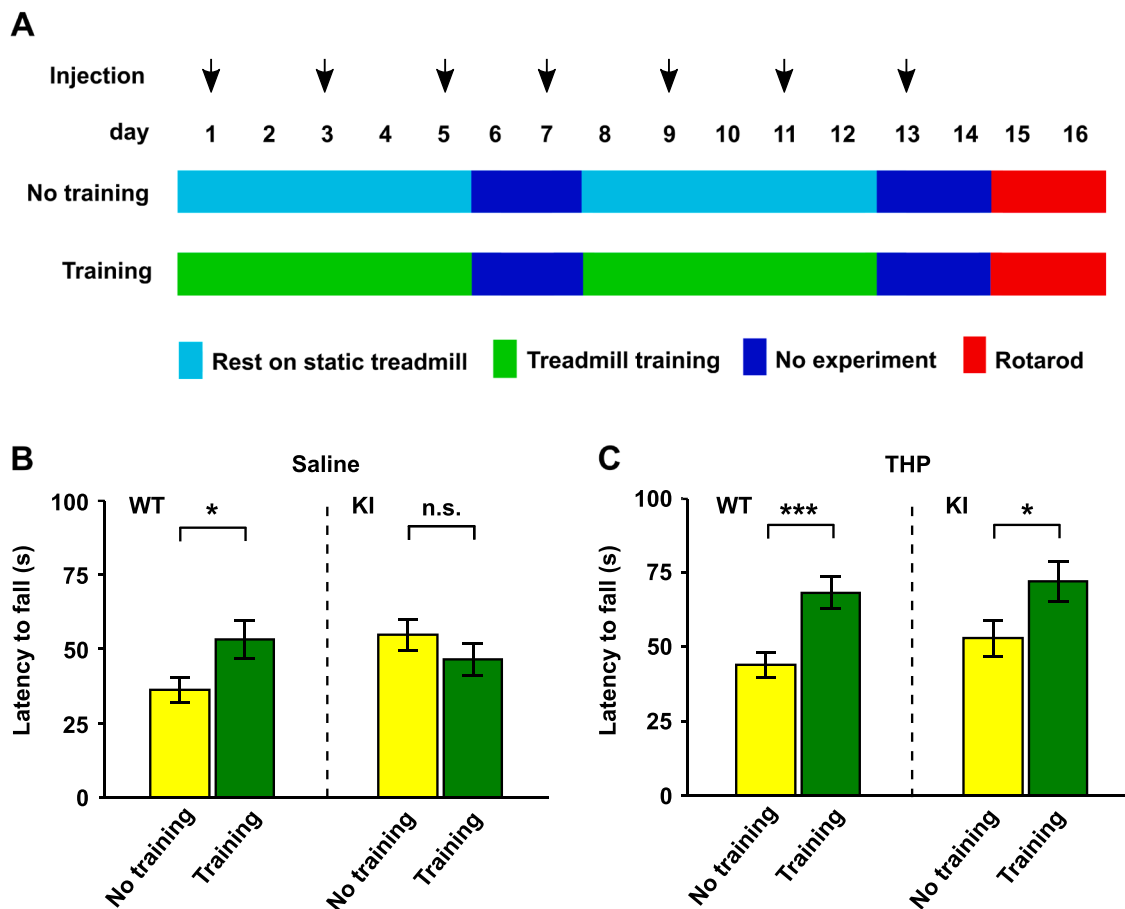 A
Injection
day 1 2 3 4 5 6 7 8 9 10 11 12 13 14 15 16
No training
Training
Rest on static treadmill Treadmill training No experiment Rotarod
B
Saline
WT * KI n.s.
Latency to fall (s)
100
75
50
25
0
No training Training No training Training
C
THP
WT *** KI *
Latency to fall (s)
100
75
50
25
0
No training Training No training Training